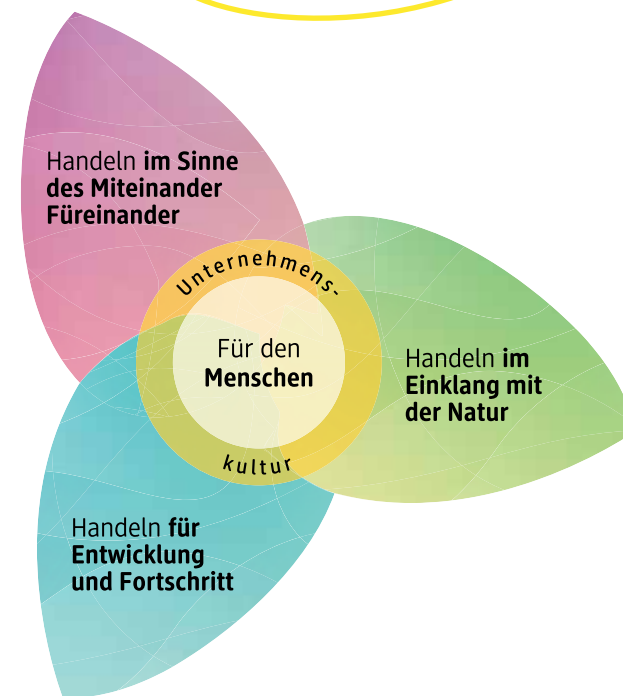 Handeln im Sinne
des Miteinander
Füreinander
Unternehmens-
Für den
Menschen
kultur
Handeln im
Einklang mit
der Natur
Handeln für
Entwicklung
und Fortschritt